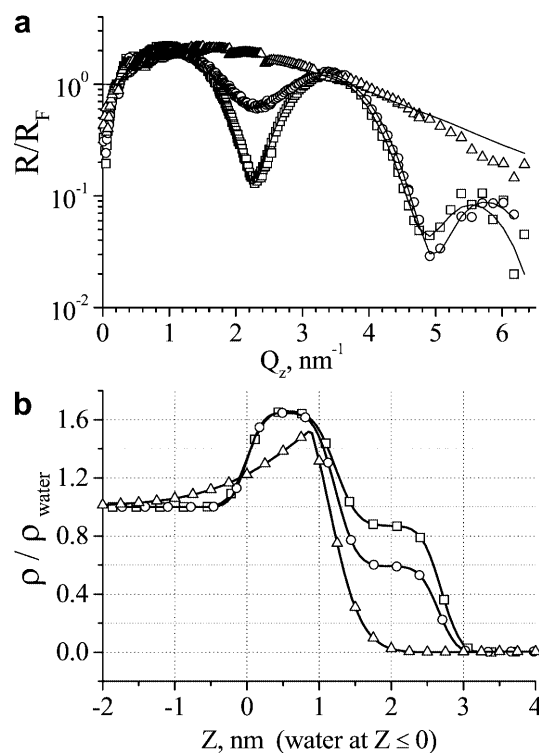 a
R/R_F
10^0
10^-1
10^-2
0 1 2 3 4 5 6
Q_z, nm^-1
b
ρ / ρ_water
1.6
1.2
0.8
0.4
0.0
-2 -1 0 1 2 3 4
Z, nm (water at Z ≤ 0)